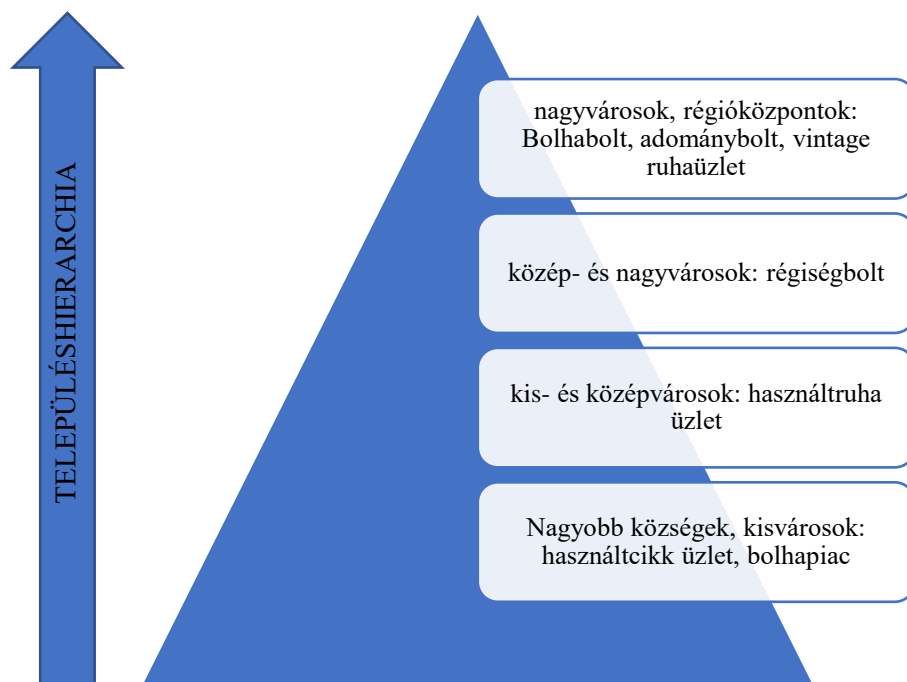 TELEPÜLÉSHIERARCHIA
nagyvárosok, régióközpontok:
Bolhabolt, adománybolt, vintage
ruhaüzlet
közép- és nagyvárosok: régiségbolt
kis- és középvárosok: használtruha
üzlet
Nagyobb községek, kisvárosok:
használtcikk üzlet, bolhapiac